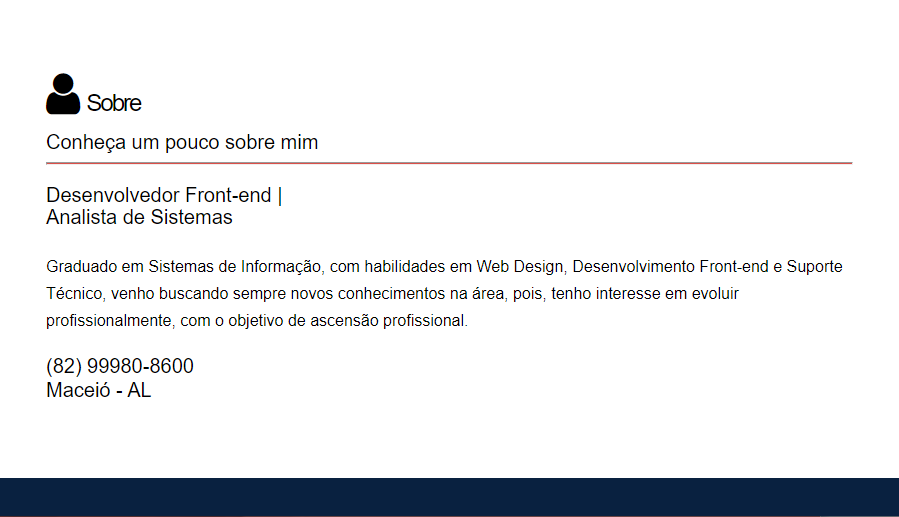 Sobre
Conheça um pouco sobre mim
Desenvolvedor Front-end |
Analista de Sistemas
Graduado em Sistemas de Informação, com habilidades em Web Design, Desenvolvimento Front-end e Suporte
Técnico, venho buscando sempre novos conhecimentos na área, pois, tenho interesse em evoluir
profissionalmente, com o objetivo de ascensão profissional.
(82) 99980-8600
Maceió - AL